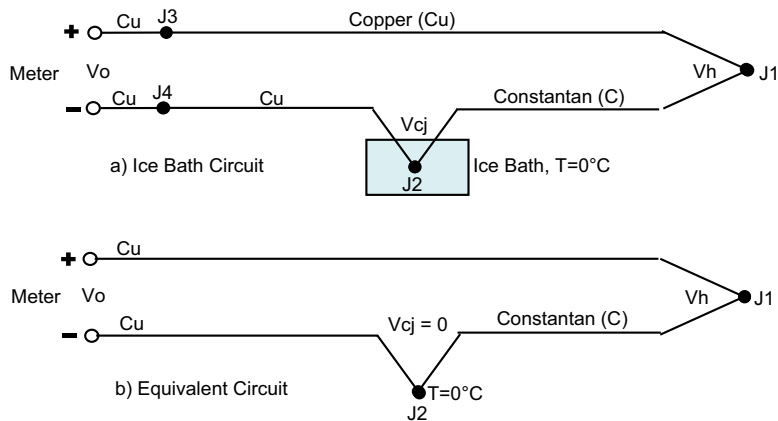 Cu J3 Copper (Cu)
+
Meter Vo Vh J1
–
Cu J4 Cu Constantan (C)
Vcj
a) Ice Bath Circuit Ice Bath, T=0°C
J2
Cu
+
Meter Vo Vh J1
–
Cu Vcj = 0 Constantan (C)
b) Equivalent Circuit T=0°C
J2